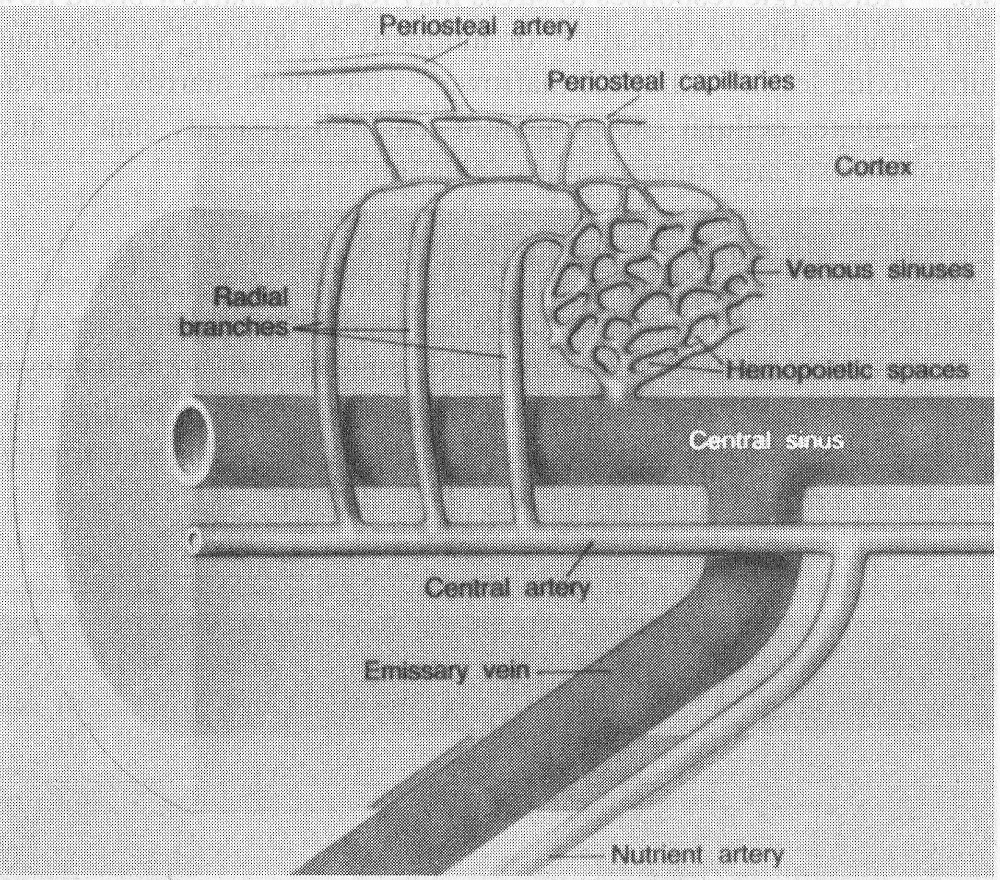 Periosteal artery
Periosteal capillaries
Cortex
Venous sinuses
Radial
branches
Hemopoietic spaces
Central sinus
Central artery
Emissary vein
Nutrient artery